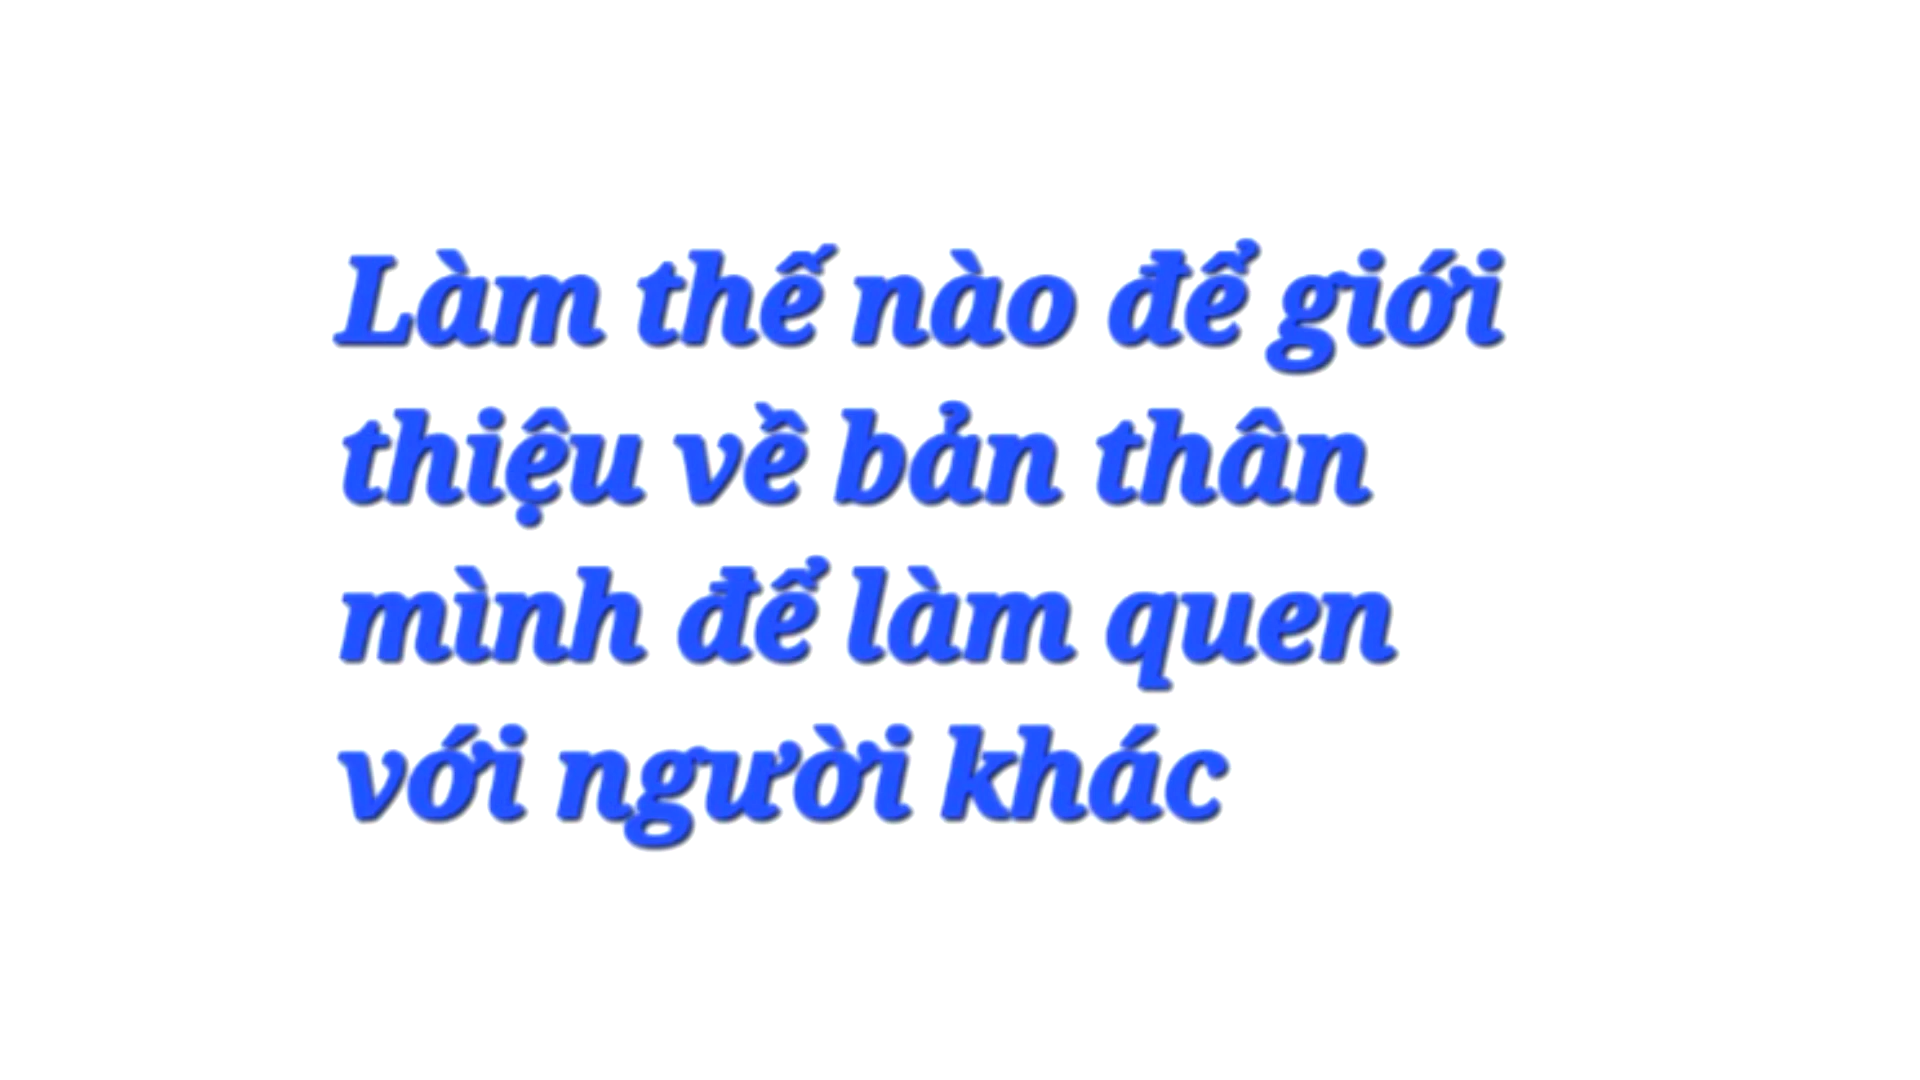 Làm thế nào để giới
thiệu về bản thân
mình để làm quen
với người khác